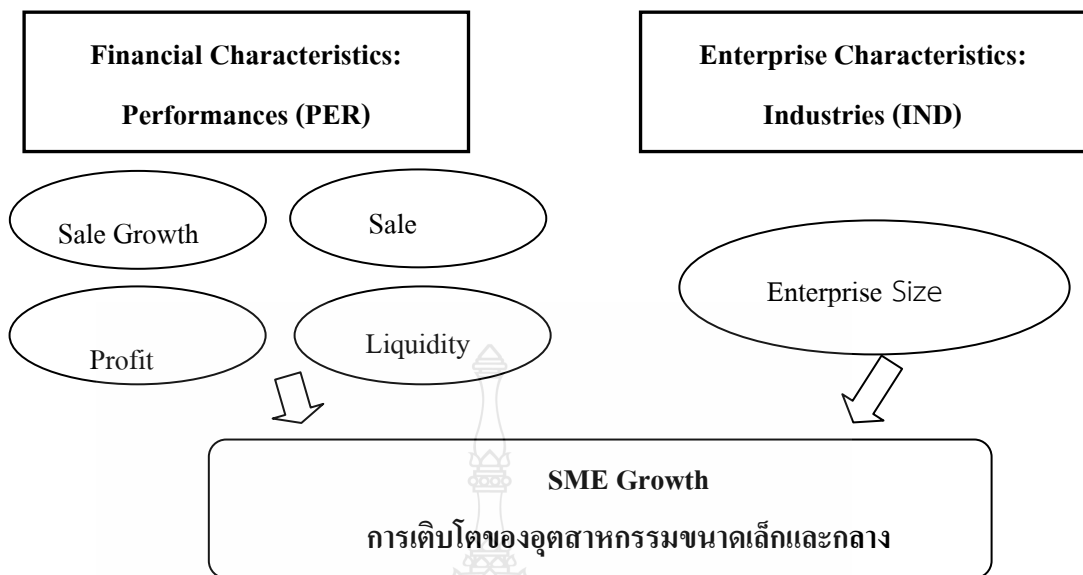 Financial Characteristics:
Performances (PER)
Enterprise Characteristics:
Industries (IND)
Sale Growth
Sale
Profit
Liquidity
Enterprise Size
SME Growth
การเติบโตของอุตสาหกรรมขนาดเล็กและกลาง